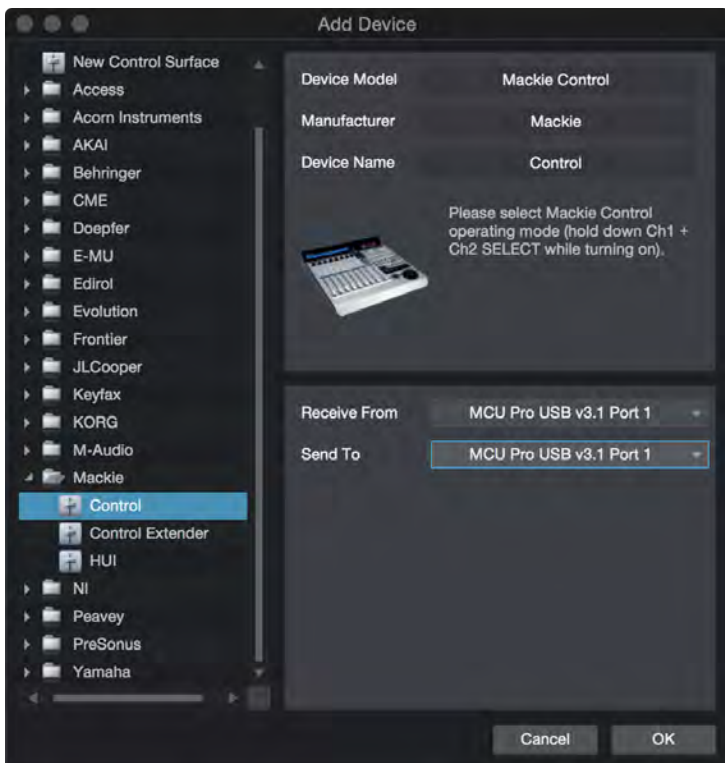 Add Device
New Control Surface
Access
Acorn Instruments
AKAI
Behringer
CME
Doepfer
E-MU
Edirol
Evolution
Frontier
JLCooper
Keyfax
KORG
M-Audio
Mackie
Control
Control Extender
HUI
NI
Peavey
PreSonus
Yamaha
Device Model Mackie Control
Manufacturer Mackie
Device Name Control
Please select Mackie Control
operating mode (hold down Ch1 +
Ch2 SELECT while turning on).
Receive From MCU Pro USB v3.1 Port 1
Send To MCU Pro USB v3.1 Port 1
Cancel OK